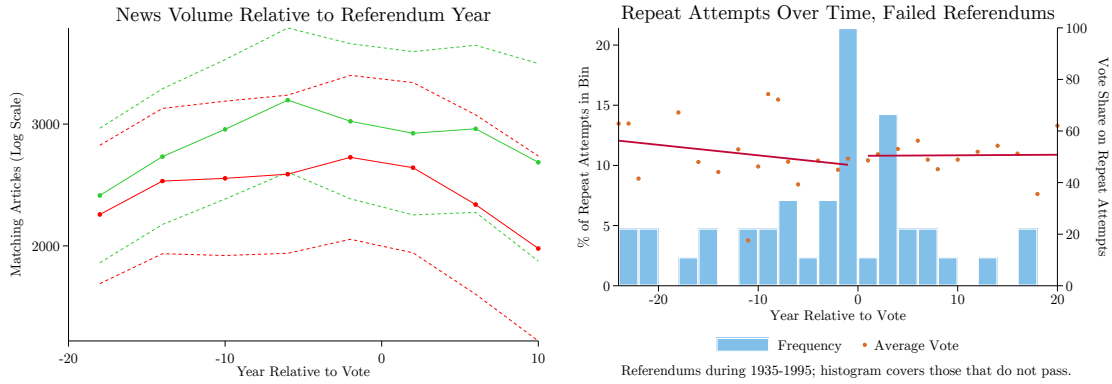 News Volume Relative to Referendum Year
Matching Articles (Log Scale)
3000
2000
-20
-10
0
10
Year Relative to Vote
Repeat Attempts Over Time, Failed Referendums
% of Repeat Attempts in Bin
20
15
10
5
0
100
80
60
40
20
0
Vote Share on Repeat Attempts
-20
-10
0
10
20
Year Relative to Vote
Frequency
Average Vote
Referendums during 1935-1995; histogram covers those that do not pass.